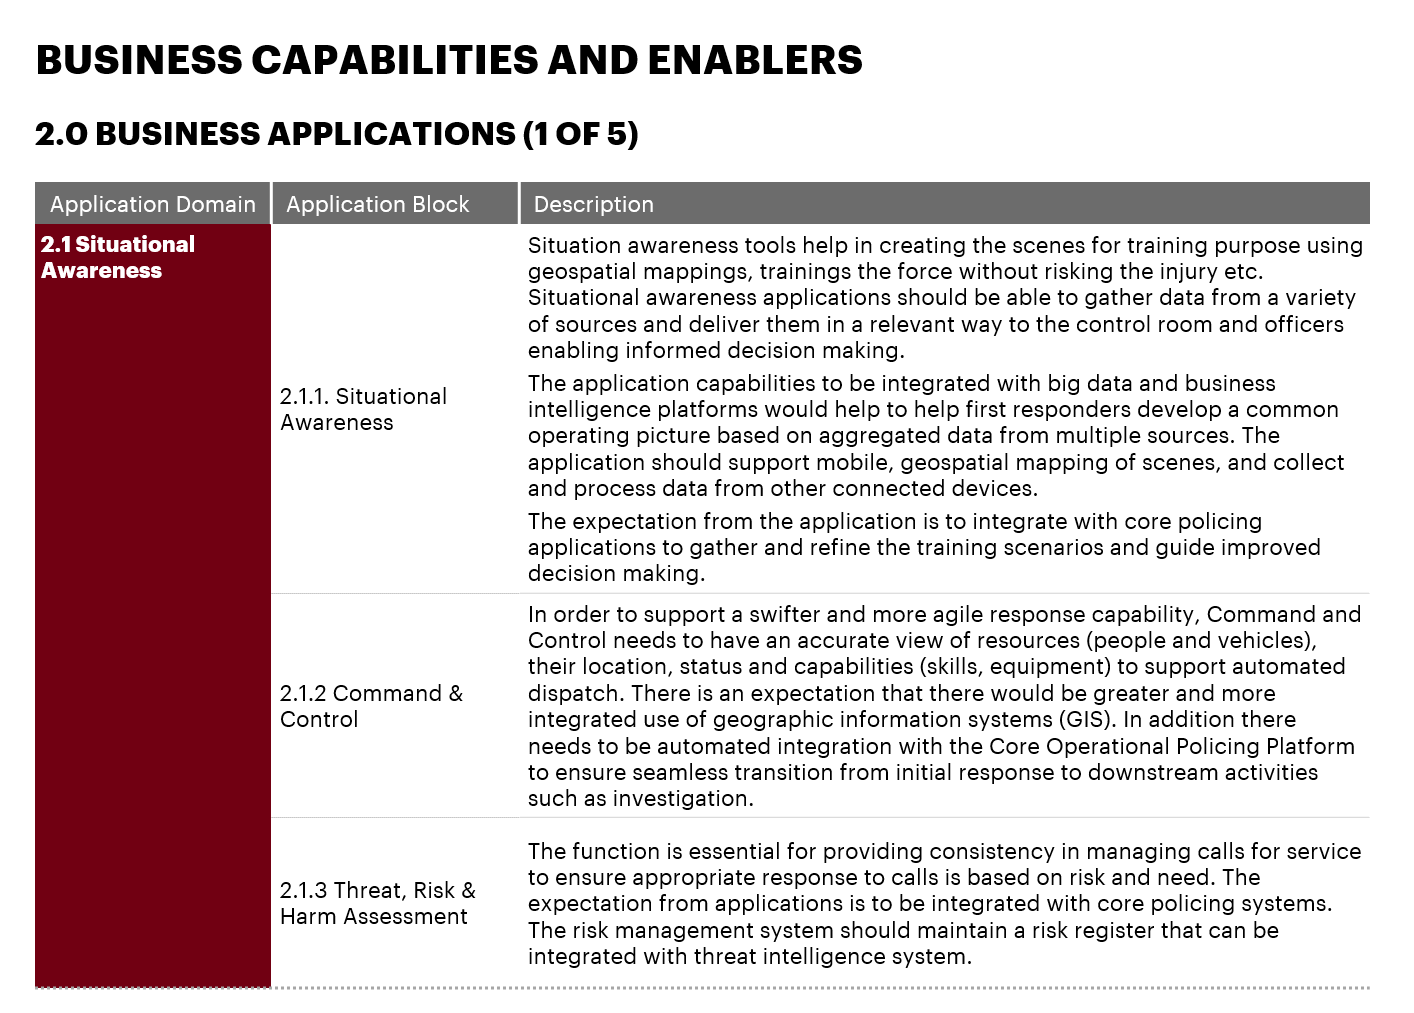 BUSINESS CAPABILITIES AND ENABLERS
2.0 BUSINESS APPLICATIONS (1 OF 5)
Application Domain
Application Block
Description
2.1 Situational
Awareness
2.1.1. Situational
Awareness
Situation awareness tools help in creating the scenes for training purpose using
geospatial mappings, trainings the force without risking the injury etc.
Situational awareness applications should be able to gather data from a variety
of sources and deliver them in a relevant way to the control room and officers
enabling informed decision making.
The application capabilities to be integrated with big data and business
intelligence platforms would help to help first responders develop a common
operating picture based on aggregated data from multiple sources. The
application should support mobile, geospatial mapping of scenes, and collect
and process data from other connected devices.
The expectation from the application is to integrate with core policing
applications to gather and refine the training scenarios and guide improved
decision making.
2.1.2 Command &
Control
In order to support a swifter and more agile response capability, Command and
Control needs to have an accurate view of resources (people and vehicles),
their location, status and capabilities (skills, equipment) to support automated
dispatch. There is an expectation that there would be greater and more
integrated use of geographic information systems (GIS). In addition there
needs to be automated integration with the Core Operational Policing Platform
to ensure seamless transition from initial response to downstream activities
such as investigation.
2.1.3 Threat, Risk &
Harm Assessment
The function is essential for providing consistency in managing calls for service
to ensure appropriate response to calls is based on risk and need. The
expectation from applications is to be integrated with core policing systems.
The risk management system should maintain a risk register that can be
integrated with threat intelligence system.